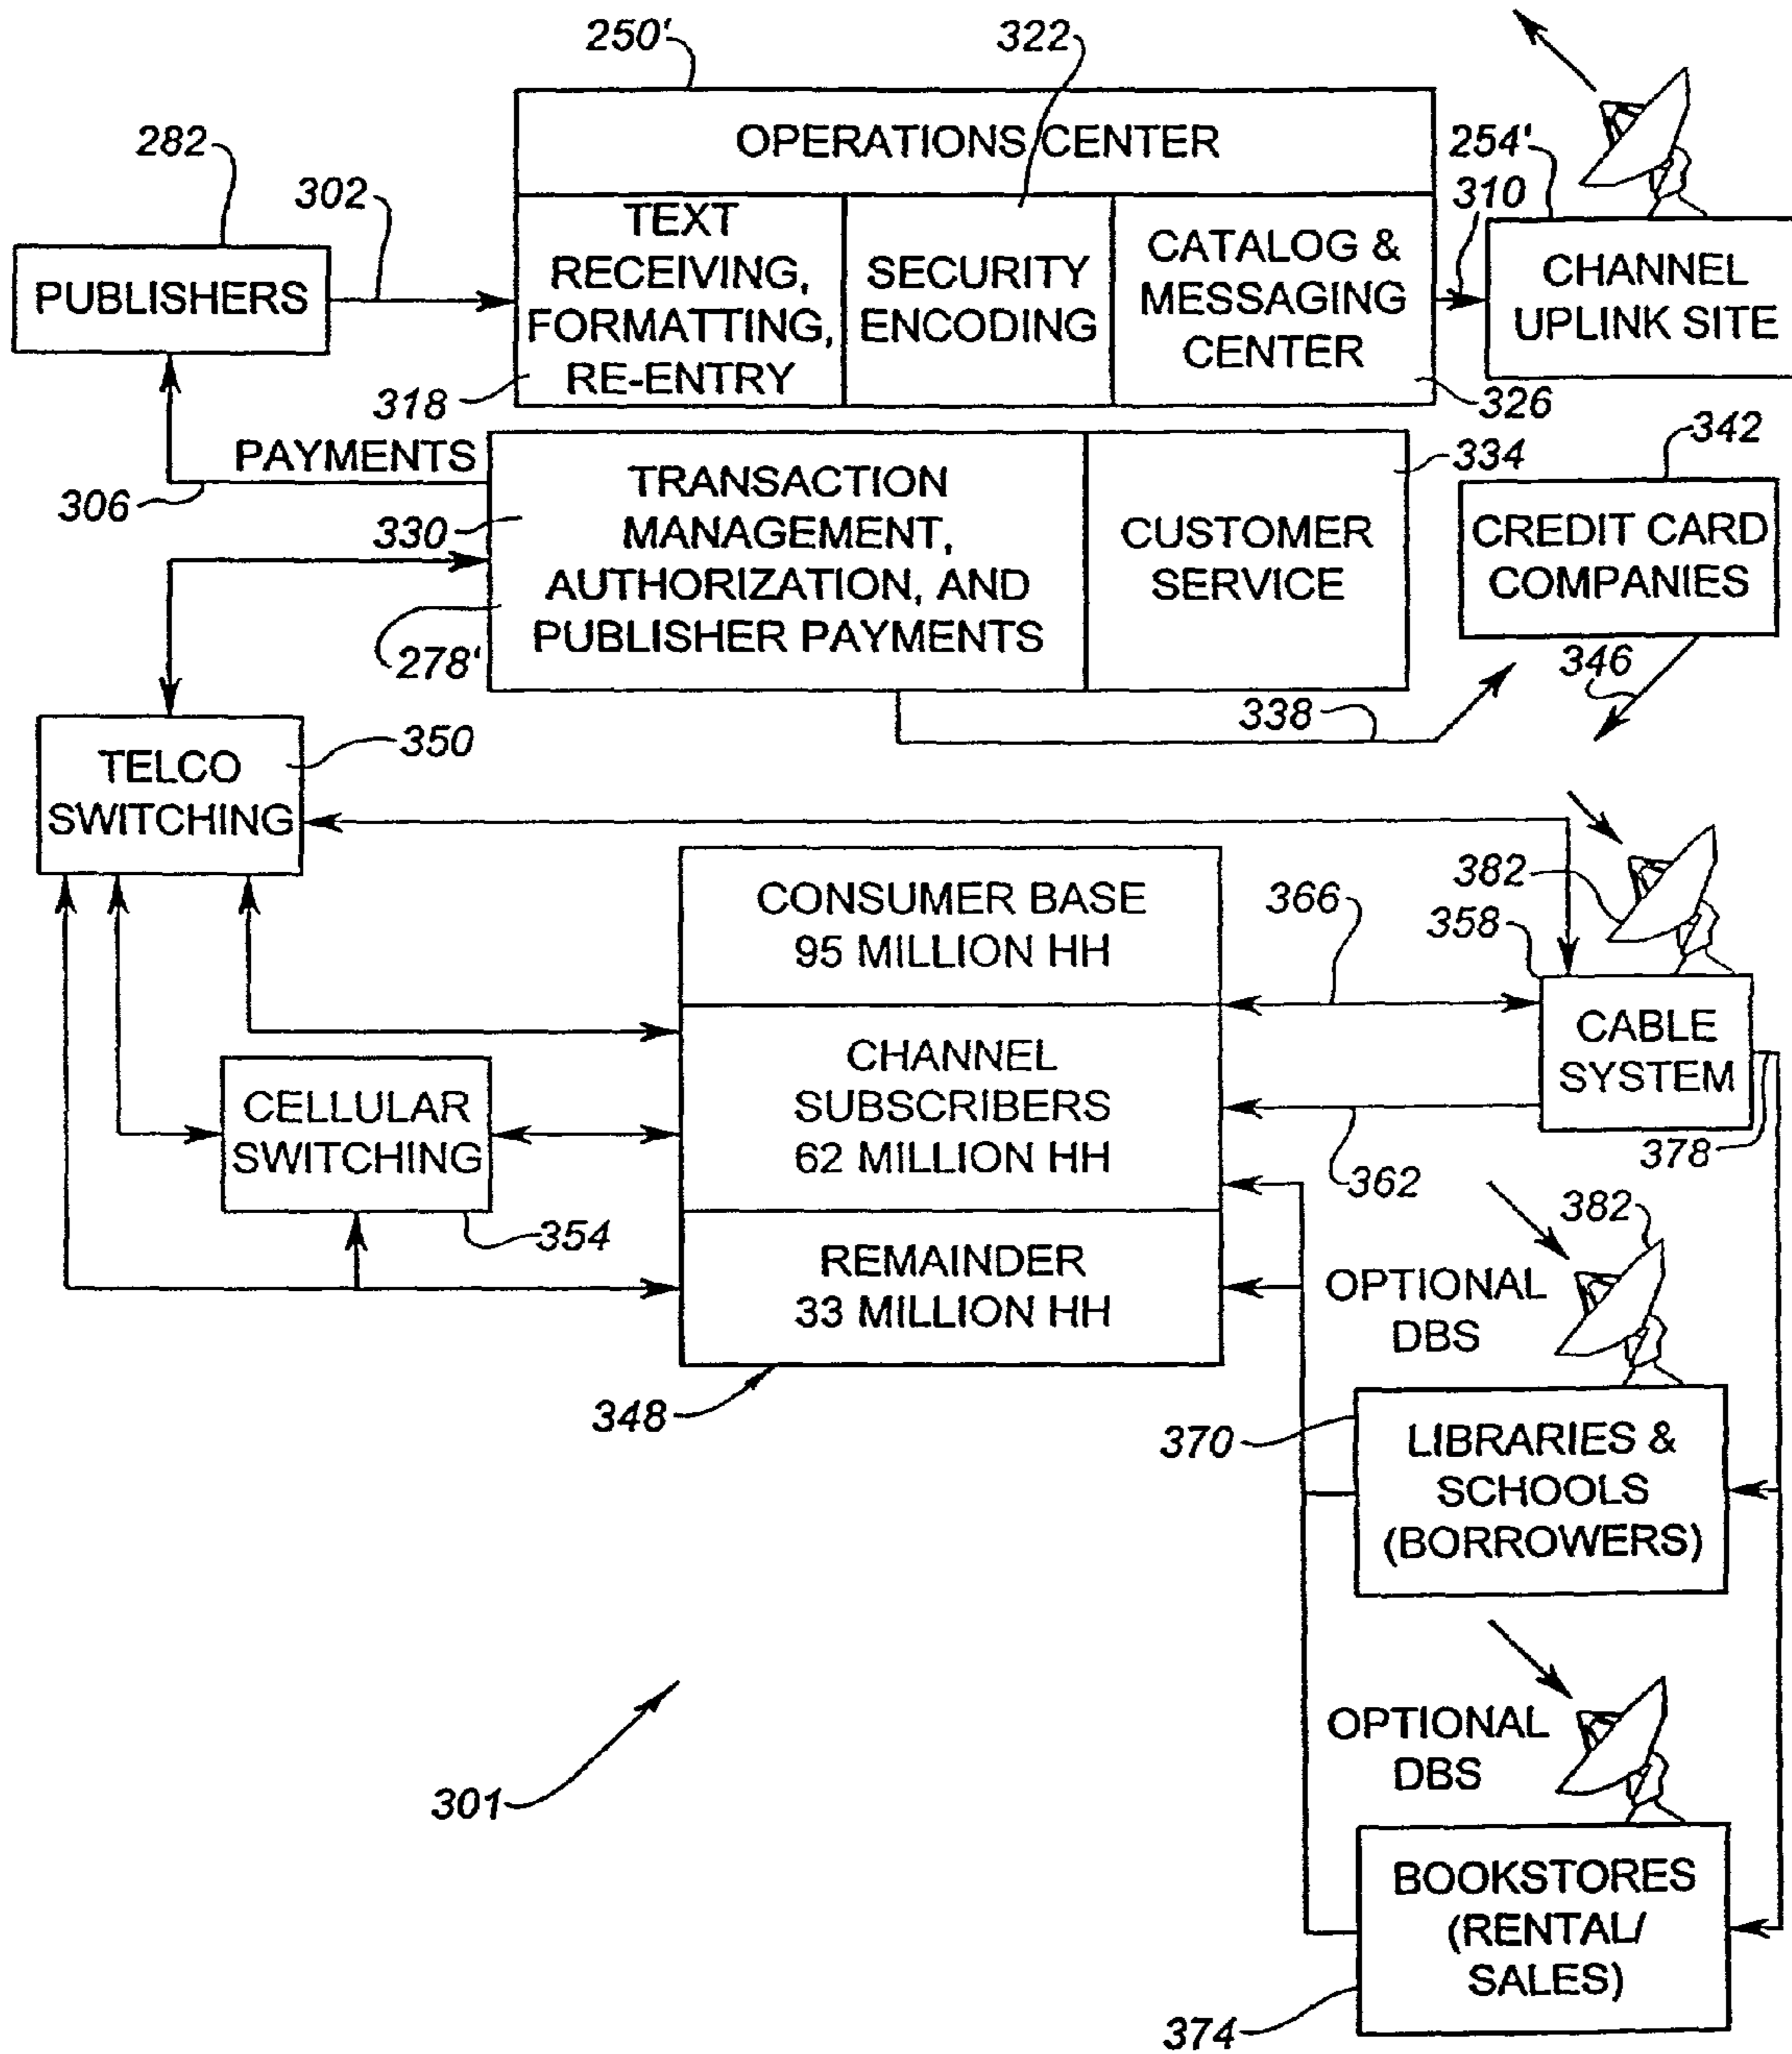 250'
322
282
302
OPERATIONS CENTER
254'
310
PUBLISHERS
TEXT
RECEIVING,
FORMATTING,
RE-ENTRY
318
SECURITY
ENCODING
CATALOG &
MESSAGING
CENTER
326
CHANNEL
UPLINK SITE
PAYMENTS
306
330
TRANSACTION
MANAGEMENT,
AUTHORIZATION, AND
PUBLISHER PAYMENTS
278'
334
CUSTOMER
SERVICE
342
CREDIT CARD
COMPANIES
346
338
TELCO
SWITCHING
350
CONSUMER BASE
95 MILLION HH
366
382
358
CHANNEL
SUBSCRIBERS
62 MILLION HH
CABLE
SYSTEM
378
362
CELLULAR
SWITCHING
354
REMAINDER
33 MILLION HH
348
382
OPTIONAL
DBS
370
LIBRARIES &
SCHOOLS
(BORROWERS)
301
OPTIONAL
DBS
BOOKSTORES
(RENTAL/
SALES)
374